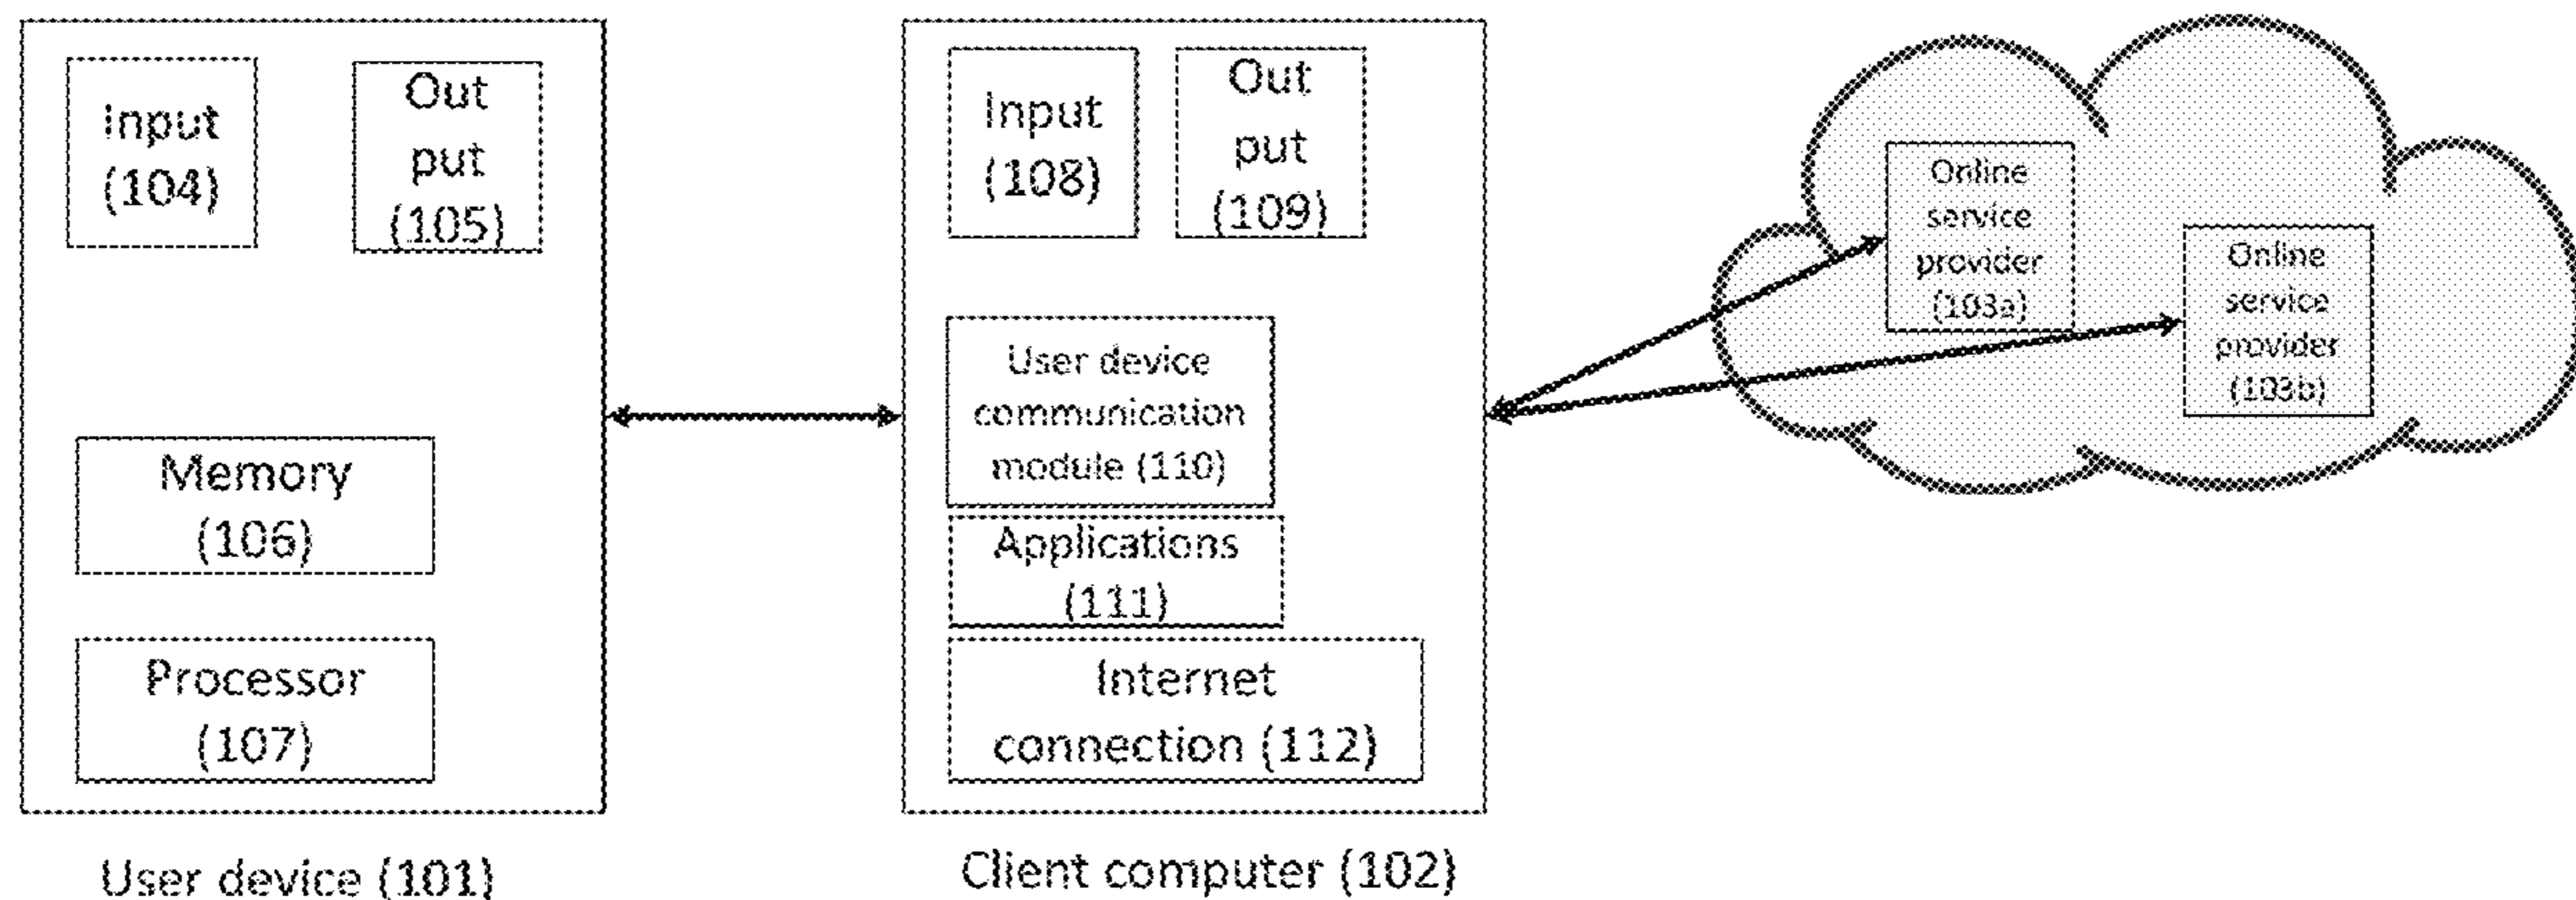 Input
(104)
Out
put
(105)
Memory
(106)
Processor
(107)
User device (101)
Input
(108)
Out
put
(109)
User device
communication
module (110)
Applications
(111)
Internet
connection (112)
Client computer (102)
Online
service
provider
(103a)
Online
service
provider
(103b)